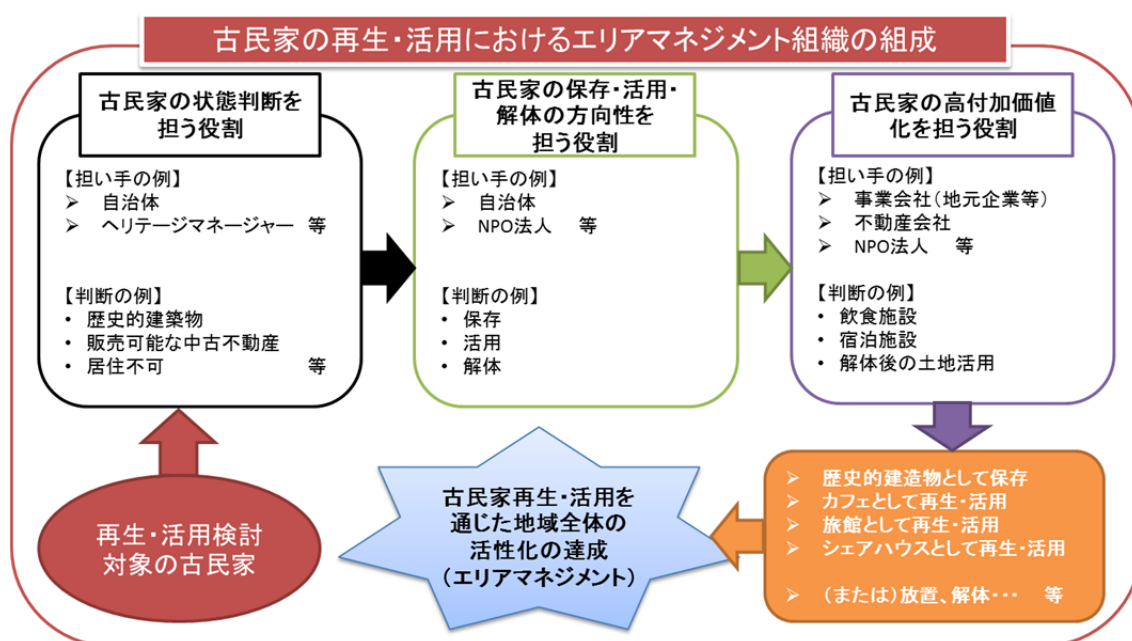 古民家の再生・活用におけるエリアマネジメント組織の組成
古民家の状態判断を
担う役割
【担い手の例】
➢ 自治体
➢ ヘリテージマネージャー 等
【判断の例】
• 歴史的建築物
• 販売可能な中古不動産
• 居住不可 等
古民家の保存・活用・
解体の方向性を
担う役割
【担い手の例】
➢ 自治体
➢ NPO法人 等
【判断の例】
• 保存
• 活用
• 解体
古民家の高付加価値
化を担う役割
【担い手の例】
➢ 事業会社（地元企業等）
➢ 不動産会社
➢ NPO法人 等
【判断の例】
• 飲食施設
• 宿泊施設
• 解体後の土地活用
再生・活用検討
対象の古民家
古民家再生・活用を
通じた地域全体の
活性化の達成
（エリアマネジメント）
➢ 歴史的建造物として保存
➢ カフェとして再生・活用
➢ 旅館として再生・活用
➢ シェアハウスとして再生・活用
➢ （または）放置、解体・・・ 等